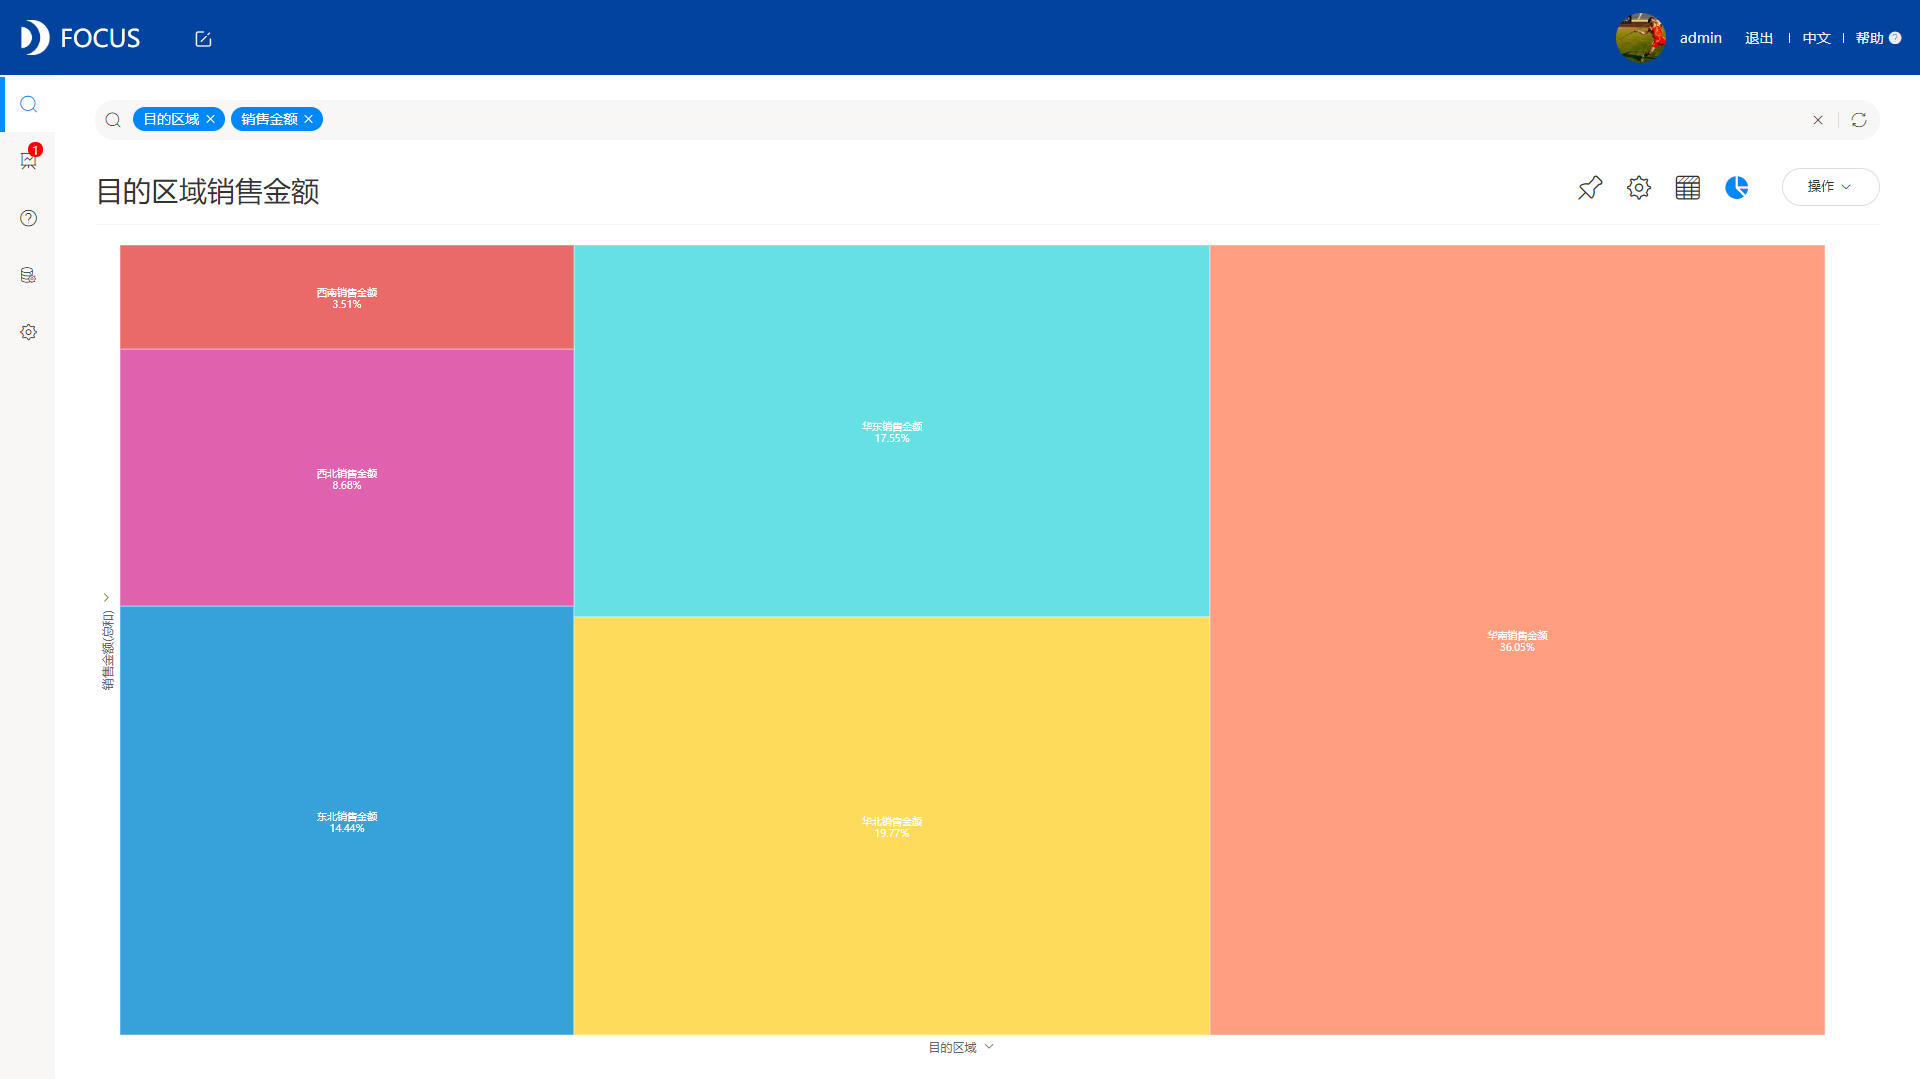 FOCUS
admin
退出
中文
帮助
目的区域
销售金额
1
目的区域销售金额
操作
西南销售金额
3.51%
西北销售金额
8.68%
东北销售金额
14.44%
华东销售金额
17.55%
华北销售金额
19.77%
华南销售金额
36.05%
销售金额(总和)
目的区域